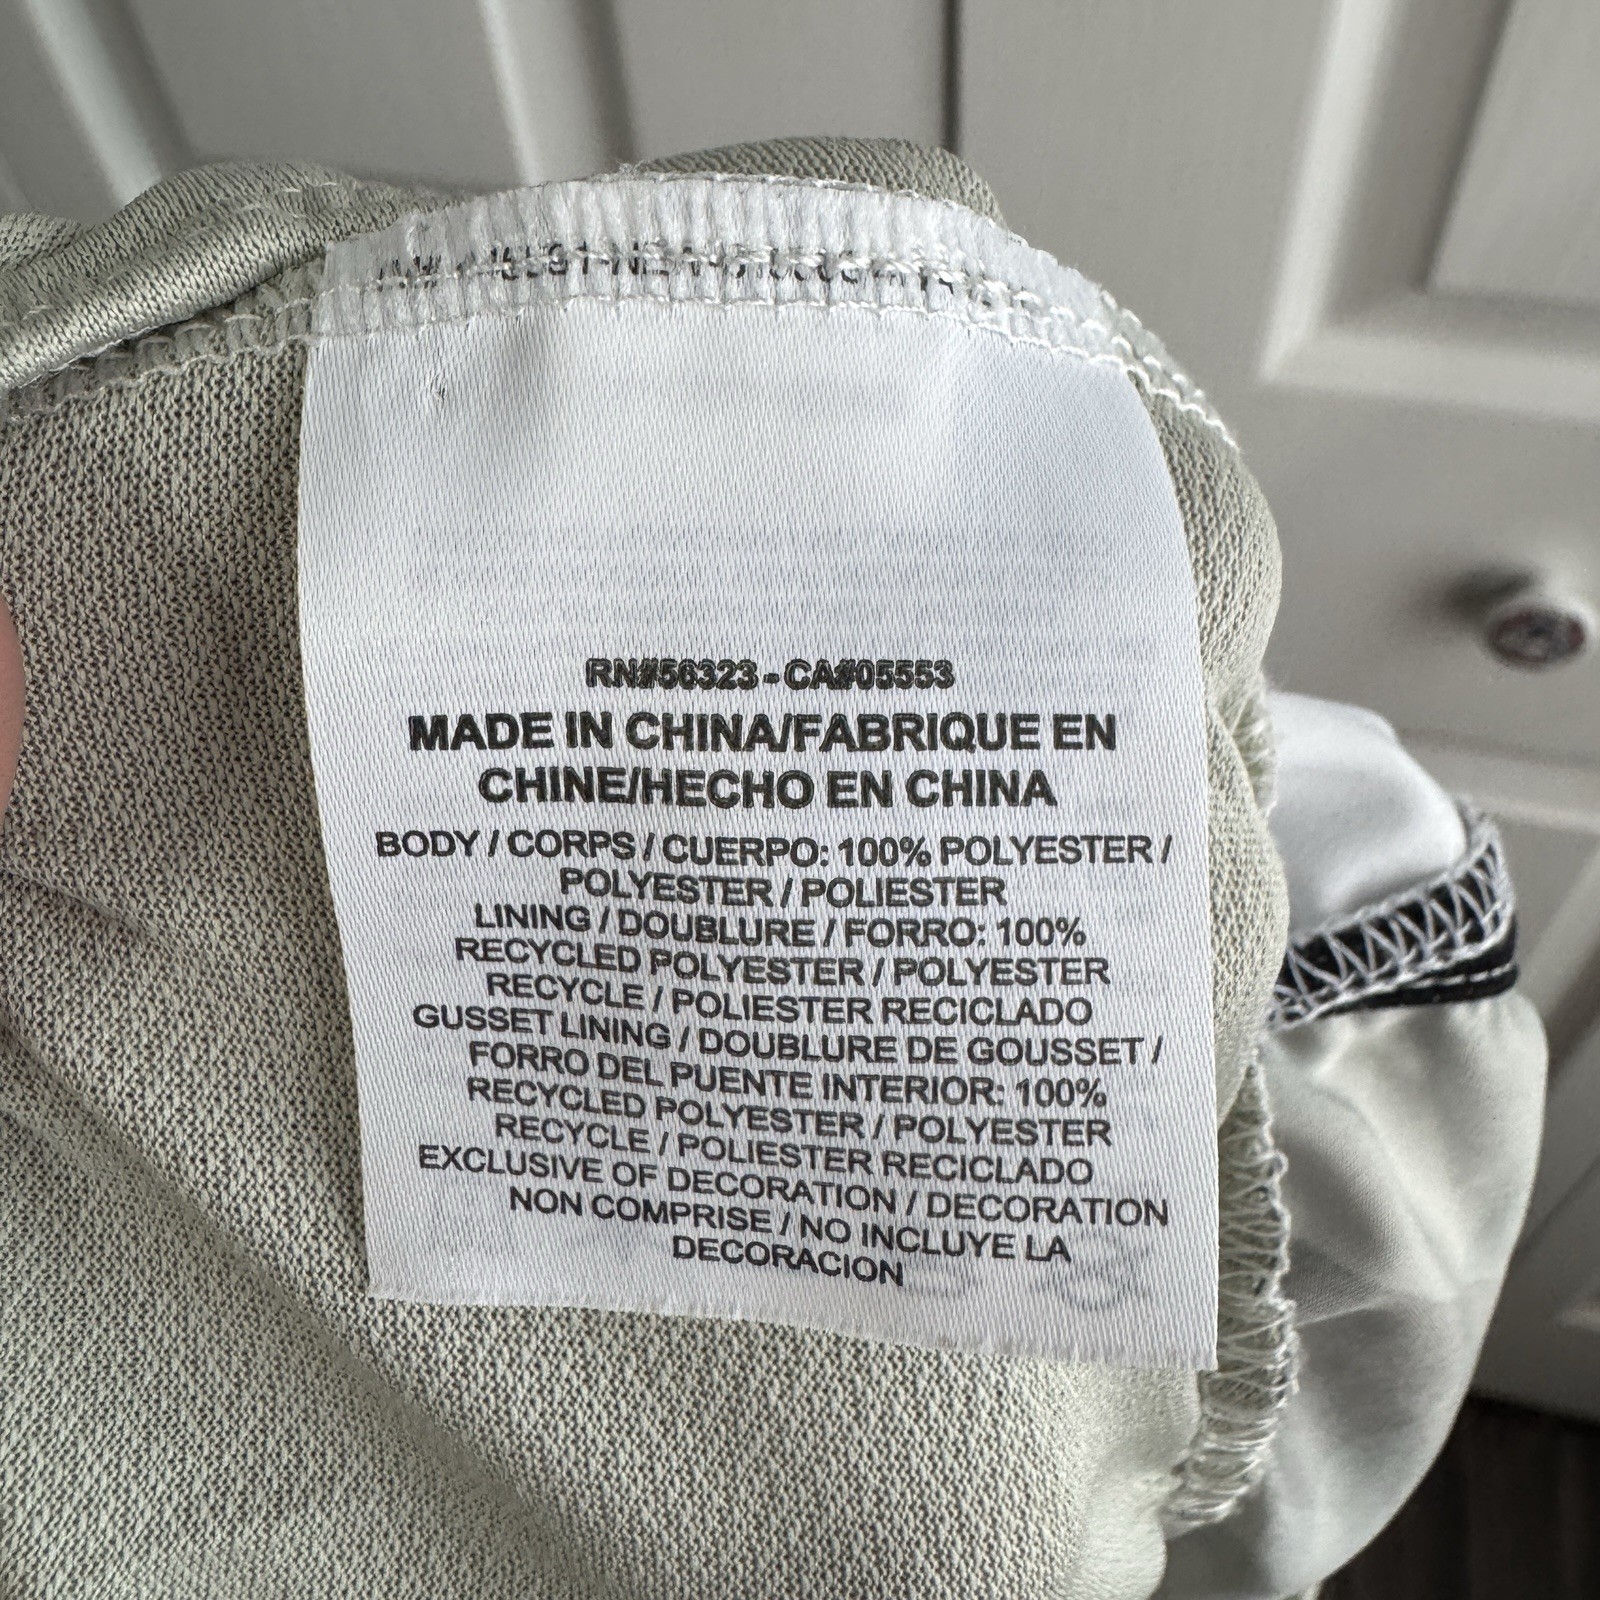 RN#56323 - CA#05553
MADE IN CHINA/FABRIQUE EN
CHINE/HECHO EN CHINA
BODY / CORPS / CUERPO: 100% POLYESTER /
POLYESTER / POLIESTER
LINING / DOUBLURE / FORRO: 100%
RECYCLED POLYESTER / POLYESTER
RECYCLE / POLIESTER RECICLADO
GUSSET LINING / DOUBLURE DE GOUSSET /
FORRO DEL PUENTE INTERIOR: 100%
RECYCLED POLYESTER / POLYESTER
RECYCLE / POLIESTER RECICLADO
EXCLUSIVE OF DECORATION / DECORATION
NON COMPRISE / NO INCLUYE LA
DECORACION